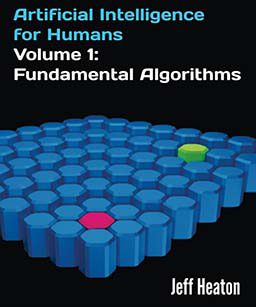 Artificial Intelligence
for Humans
Volume 1:
Fundamental Algorithms
Jeff Heaton